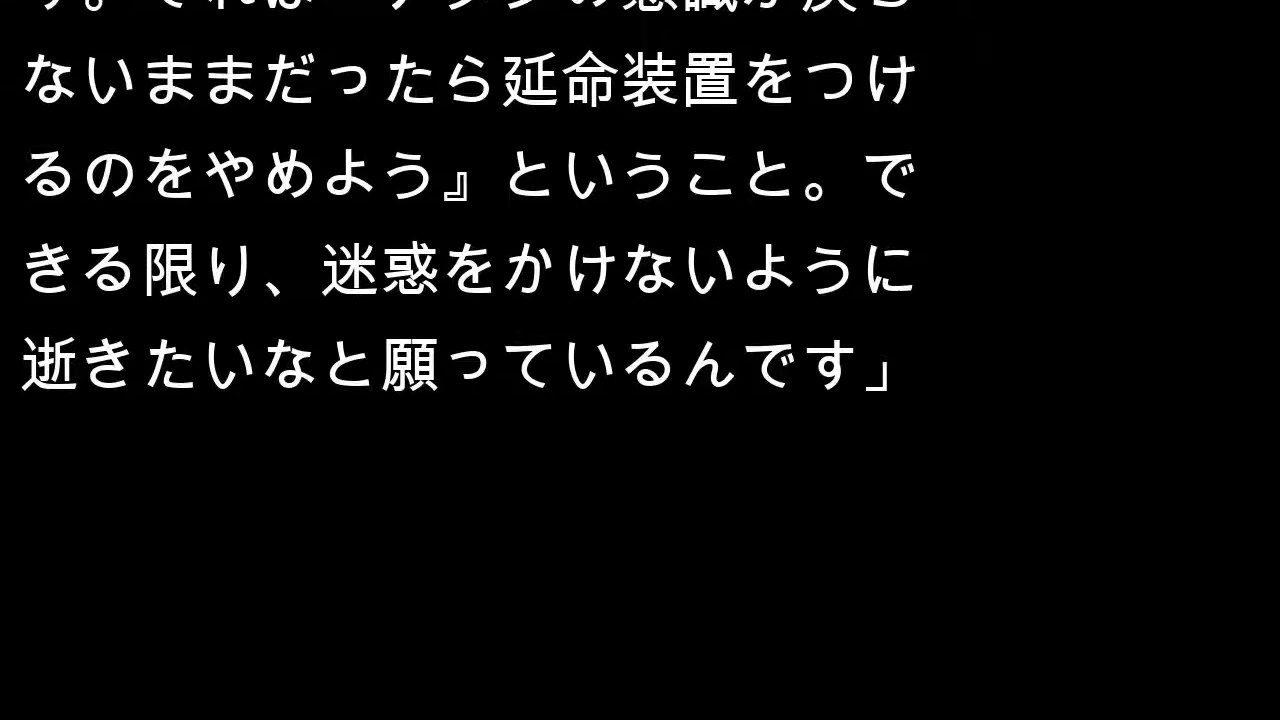 ないままだったら延命装置をつけ
るのをやめよう』ということ。で
きる限り、迷惑をかけないように
逝きたいなと願っているんです」